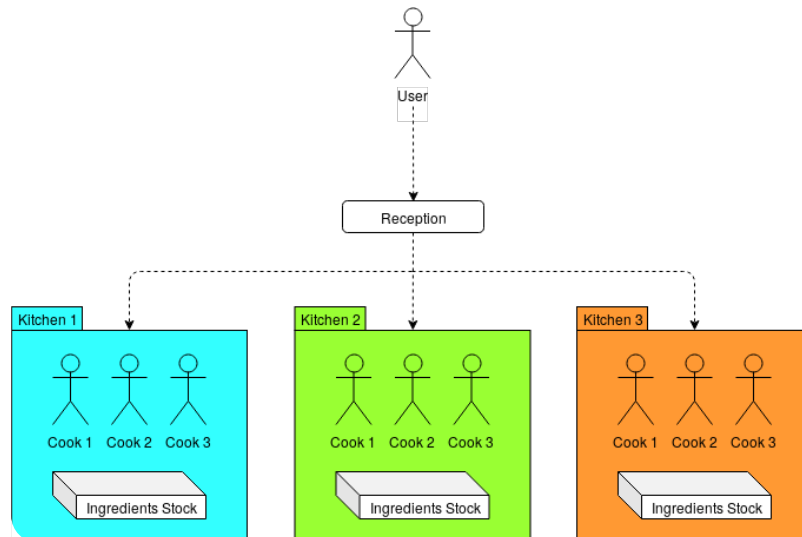 User
Reception
Kitchen 1
Kitchen 2
Kitchen 3
Cook 1 Cook 2 Cook 3
Cook 1 Cook 2 Cook 3
Cook 1 Cook 2 Cook 3
Ingredients Stock
Ingredients Stock
Ingredients Stock